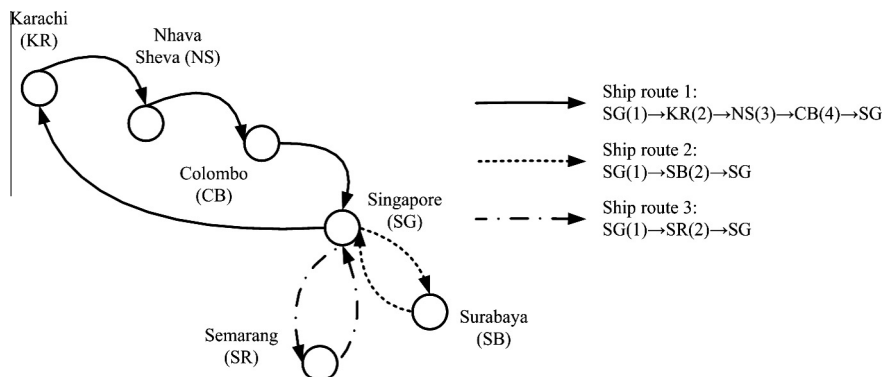 Karachi
(KR)
Nhava
Sheva (NS)
Colombo
(CB)
Singapore
(SG)
Semarang
(SR)
Surabaya
(SB)
Ship route 1:
SG(1)→KR(2)→NS(3)→CB(4)→SG
Ship route 2:
SG(1)→SB(2)→SG
Ship route 3:
SG(1)→SR(2)→SG